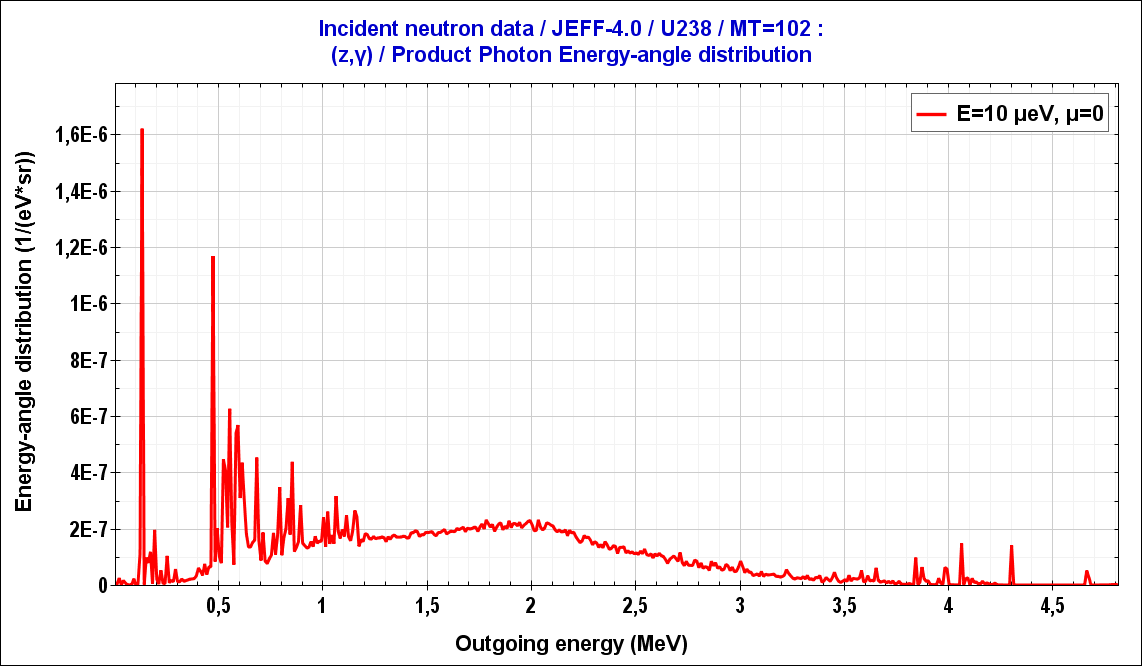 Incident neutron data / JEFF-4.0 / U238 / MT=102 :
(z,γ) / Product Photon Energy-angle distribution
E=10 µeV, µ=0
Energy-angle distribution (1/(eV*sr))
1,6E-6
1,4E-6
1,2E-6
1E-6
8E-7
6E-7
4E-7
2E-7
0
0,5
1
1,5
2
2,5
3
3,5
4
4,5
Outgoing energy (MeV)